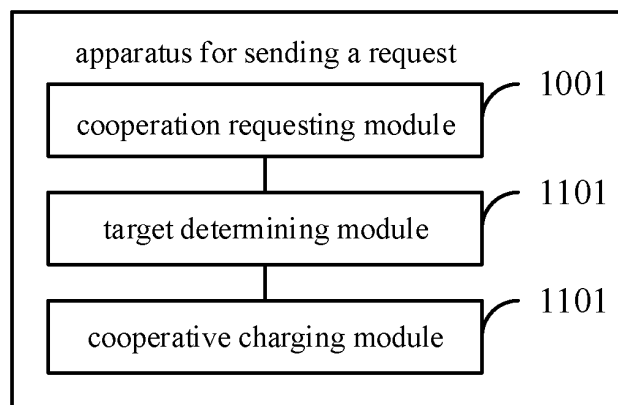 apparatus for sending a request
1001
cooperation requesting module
1101
target determining module
1101
cooperative charging module